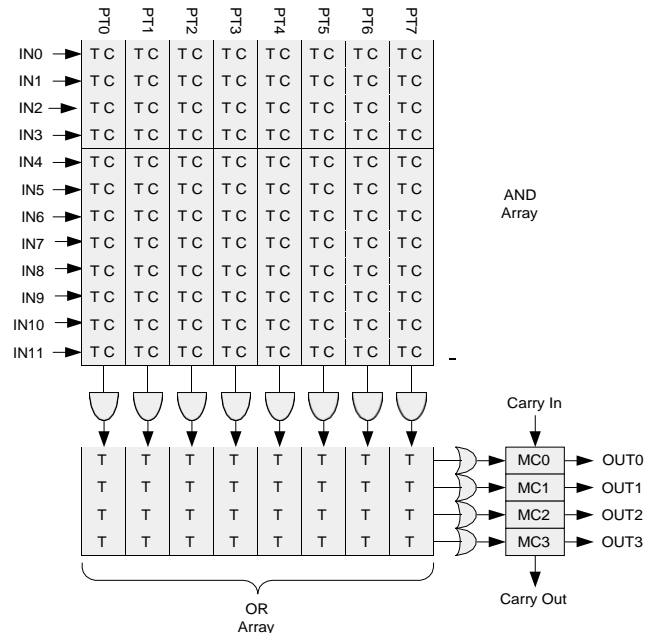 PT0 PT1 PT2 PT3 PT4 PT5 PT6 PT7
IN0 T C T C T C T C T C T C T C T C
IN1 T C T C T C T C T C T C T C T C
IN2 T C T C T C T C T C T C T C T C
IN3 T C T C T C T C T C T C T C T C
IN4 T C T C T C T C T C T C T C T C
IN5 T C T C T C T C T C T C T C T C
IN6 T C T C T C T C T C T C T C T C
IN7 T C T C T C T C T C T C T C T C
IN8 T C T C T C T C T C T C T C T C
IN9 T C T C T C T C T C T C T C T C
IN10 T C T C T C T C T C T C T C T C
IN11 T C T C T C T C T C T C T C T C
AND
Array
Carry In
T T T T T T T T MC0 OUT0
T T T T T T T T MC1 OUT1
T T T T T T T T MC2 OUT2
T T T T T T T T MC3 OUT3
Carry Out
OR
Array